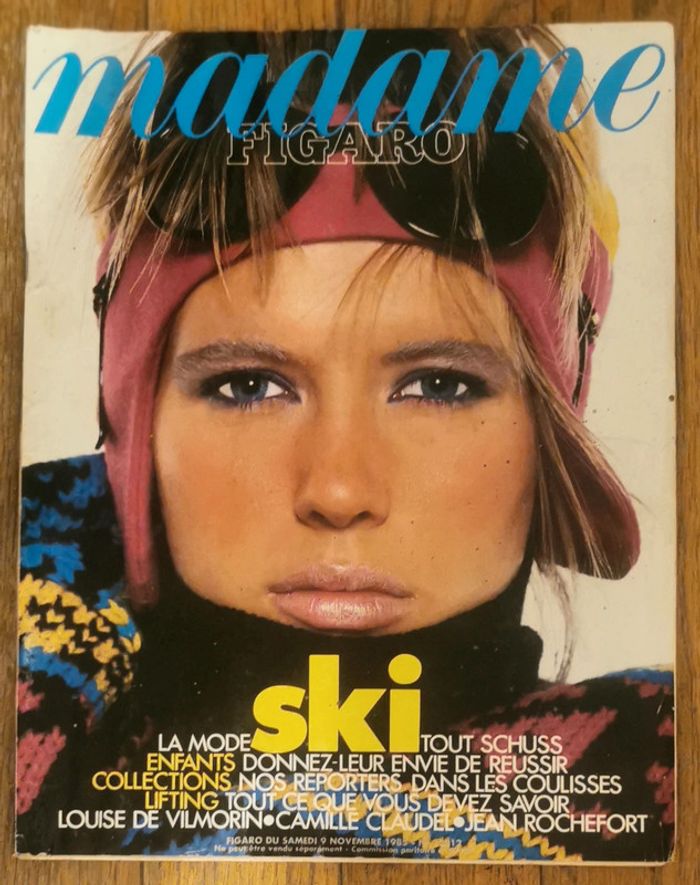 madame
FIGARO
ski
LA MODE TOUT SCHUSS
ENFANTS DONNEZ-LEUR ENVIE DE REUSSIR
COLLECTIONS NOS REPORTERS DANS LES COULISSES
LIFTING TOUT CE QUE VOUS DEVEZ SAVOIR
LOUISE DE VILMORIN•CAMILLE CLAUDEL•JEAN ROCHEFORT
FIGARO DU SAMEDI 9 NOVEMBRE
Ne peut être vendu séparément - Commission paritaire